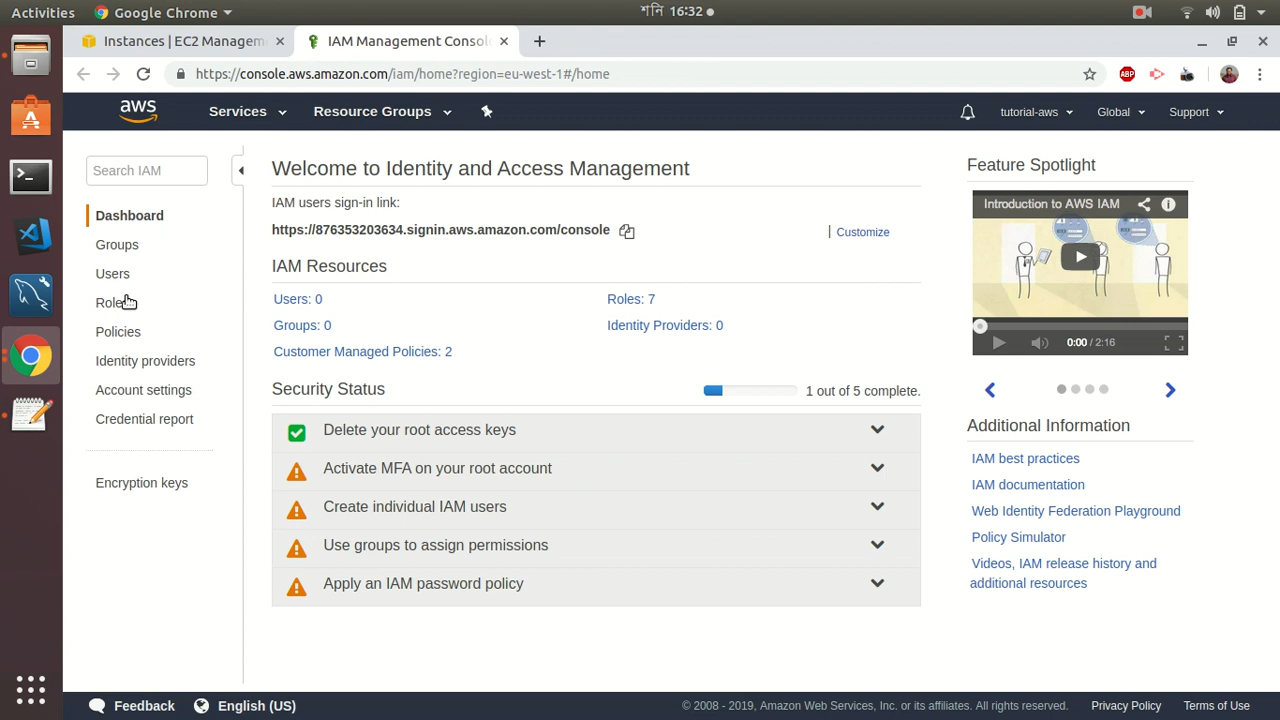 Activities Google Chrome শনি 16:32
Instances | EC2 Managem IAM Management Consol
https://console.aws.amazon.com/iam/home?region=eu-west-1#/home ABP
aws Services Resource Groups tutorial-aws Global Support
Search IAM
Dashboard
Groups
Users
Roles
Policies
Identity providers
Account settings
Credential report
Encryption keys
Welcome to Identity and Access Management
IAM users sign-in link:
https://876353203634.signin.aws.amazon.com/console | Customize
IAM Resources
Users: 0 Roles: 7
Groups: 0 Identity Providers: 0
Customer Managed Policies: 2
Security Status 1 out of 5 complete.
Delete your root access keys
Activate MFA on your root account
Create individual IAM users
Use groups to assign permissions
Apply an IAM password policy
Feature Spotlight
Introduction to AWS IAM
0:00 / 2:16
Additional Information
IAM best practices
IAM documentation
Web Identity Federation Playground
Policy Simulator
Videos, IAM release history and
additional resources
Feedback English (US) © 2008 - 2019, Amazon Web Services, Inc. or its affiliates. All rights reserved. Privacy Policy Terms of Use